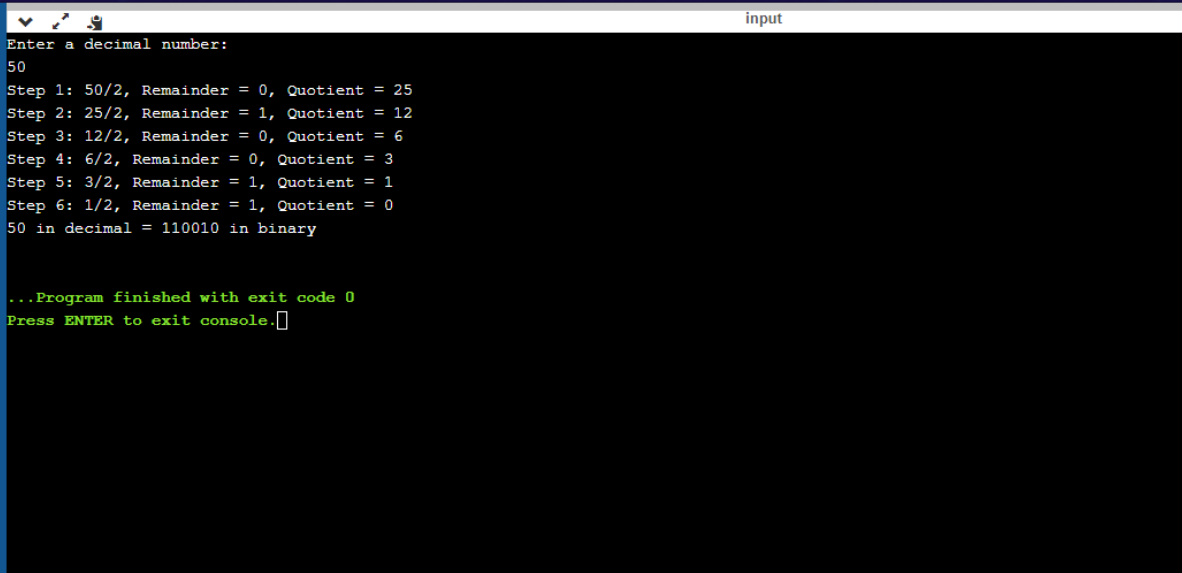 input
Enter a decimal number:
50
Step 1: 50/2, Remainder = 0, Quotient = 25
Step 2: 25/2, Remainder = 1, Quotient = 12
Step 3: 12/2, Remainder = 0, Quotient = 6
Step 4: 6/2, Remainder = 0, Quotient = 3
Step 5: 3/2, Remainder = 1, Quotient = 1
Step 6: 1/2, Remainder = 1, Quotient = 0
50 in decimal = 110010 in binary
...Program finished with exit code 0
Press ENTER to exit console.